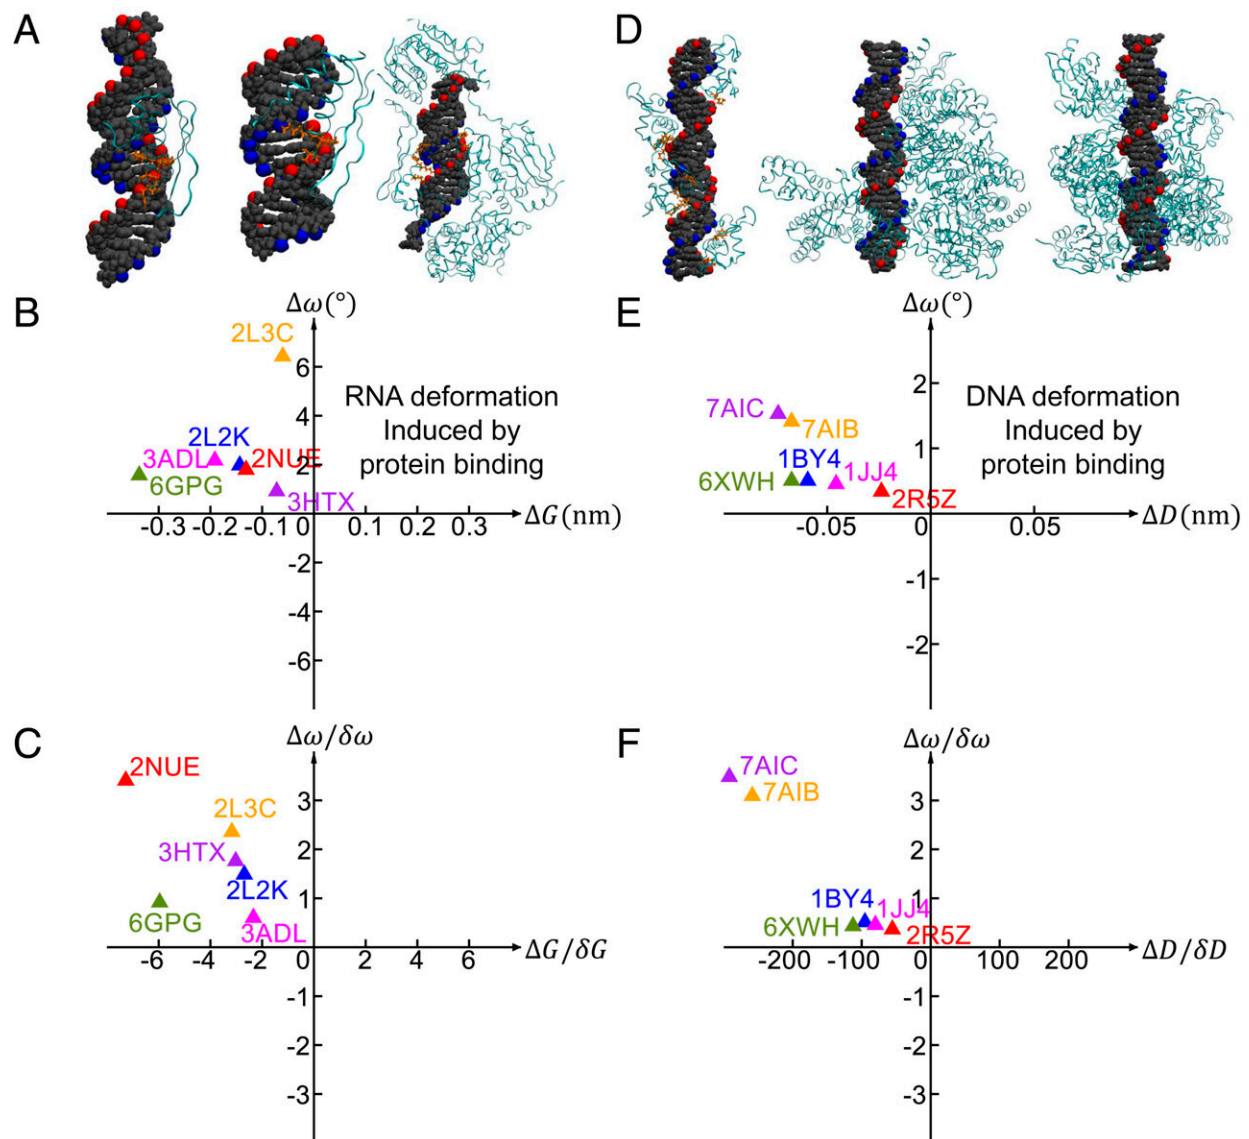 A
D
B
Δω(°)
2L3C
6
4
2
RNA deformation
Induced by
protein binding
2L2K
3ADL
2NUE
6GPG
3HTX
-0.3 -0.2 -0.1 0 0.1 0.2 0.3
ΔG(nm)
-2
-4
-6
E
Δω(°)
2
1
DNA deformation
Induced by
protein binding
7AIC
7AIB
1BY4
6XWH
1JJ4
2R5Z
-0.05 0 0.05
ΔD(nm)
-1
-2
C
Δω/δω
2NUE
3
2L3C
2
3HTX
2L2K
1
6GPG
3ADL
-6 -4 -2 0 2 4 6
ΔG/δG
-1
-2
-3
F
Δω/δω
7AIC
7AIB
3
2
1
1BY4
1JJ4
6XWH
2R5Z
-200 -100 0 100 200
ΔD/δD
-1
-2
-3